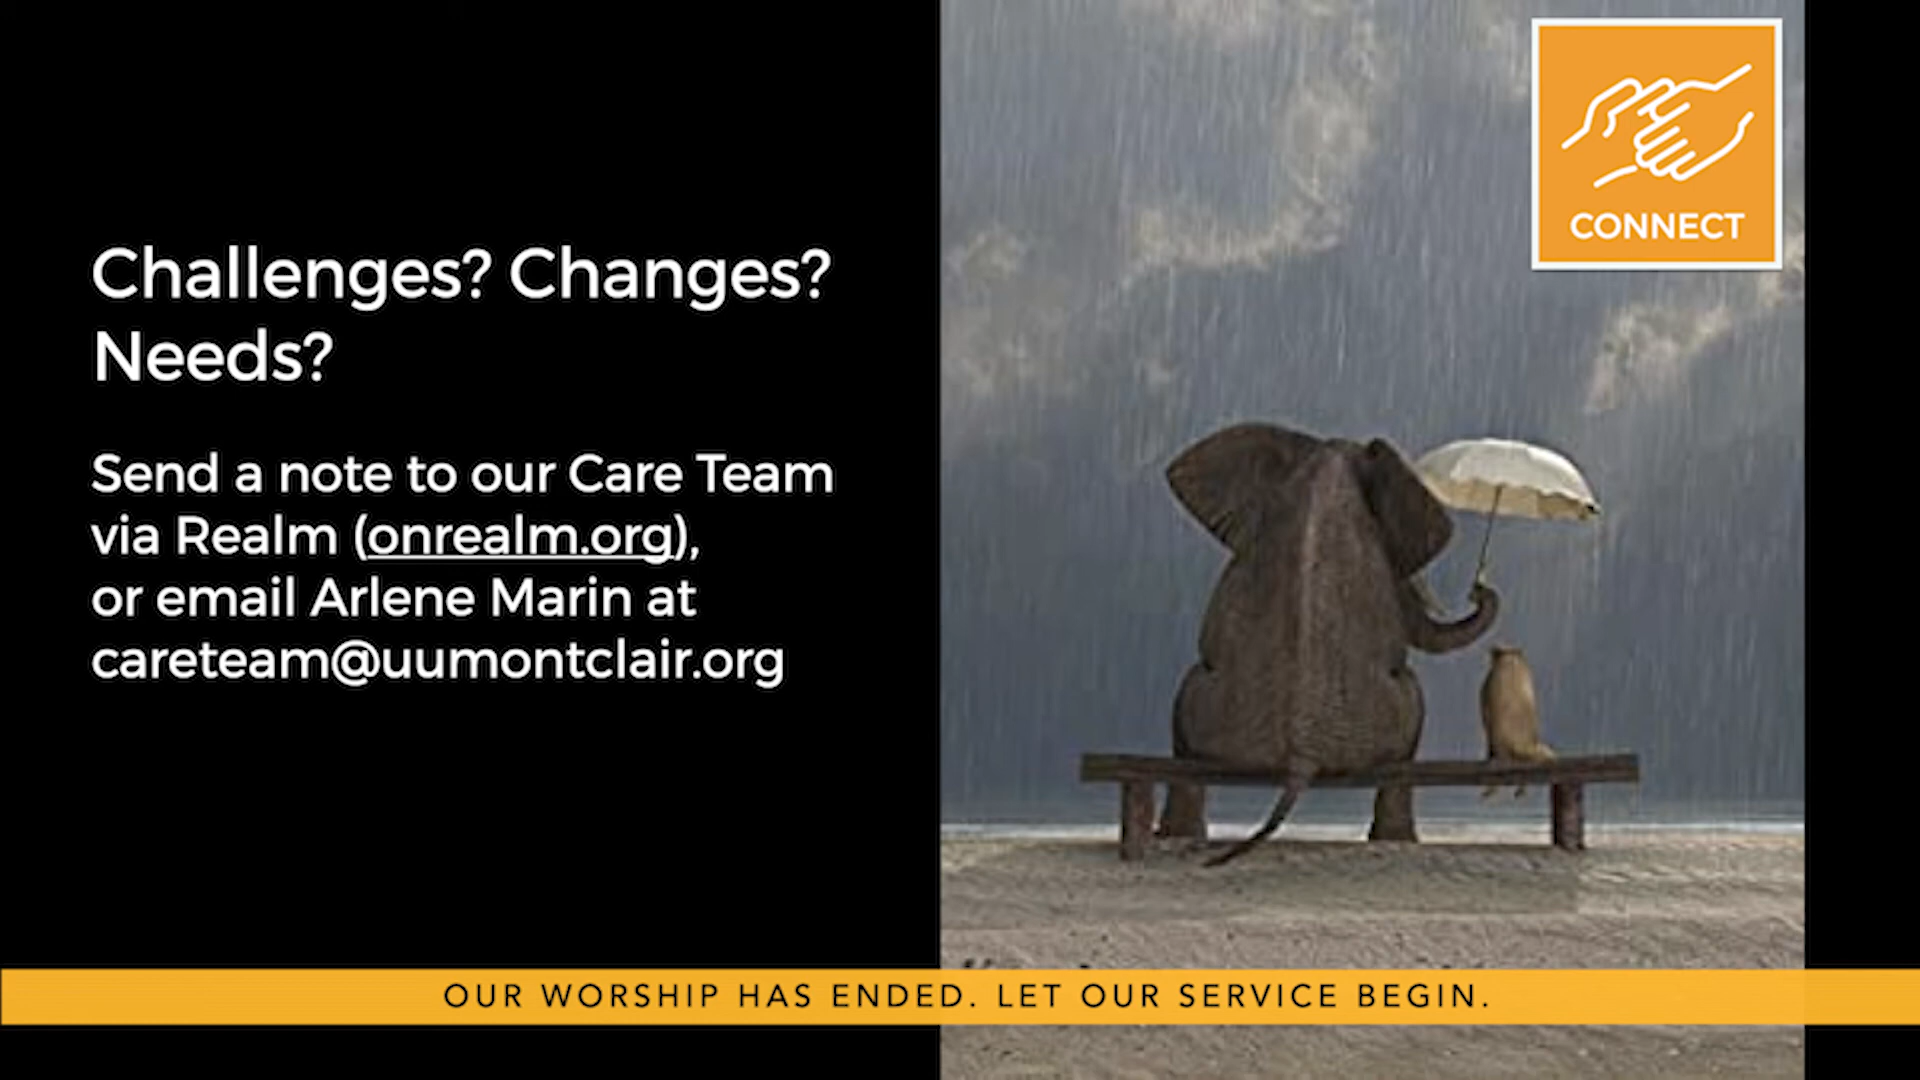 Challenges? Changes?
Needs?
Send a note to our Care Team
via Realm (onrealm.org),
or email Arlene Marin at
careteam@uumontclair.org
CONNECT
OUR WORSHIP HAS ENDED. LET OUR SERVICE BEGIN.